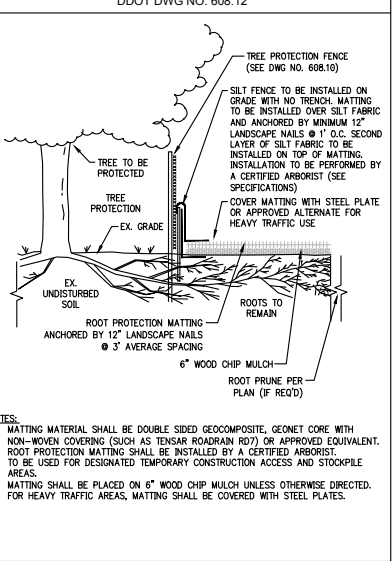 DDOT DWG NO. 608.12
TREE PROTECTION FENCE
(SEE DWG NO. 608.10)
SILT FENCE TO BE INSTALLED ON
GRADE WITH NO TRENCH. MATTING
TO BE INSTALLED OVER SILT FABRIC
AND ANCHORED BY MINIMUM 12"
LANDSCAPE NAILS @ 1' O.C. SECOND
LAYER OF SILT FABRIC TO BE
INSTALLED ON TOP OF MATTING.
INSTALLATION TO BE PERFORMED BY
A CERTIFIED ARBORIST (SEE
SPECIFICATIONS)
TREE TO BE
PROTECTED
TREE
PROTECTION
COVER MATTING WITH STEEL PLATE
OR APPROVED ALTERNATE FOR
HEAVY TRAFFIC USE
EX. GRADE
EX.
UNDISTURBED
SOIL
ROOTS TO
REMAIN
ROOT PROTECTION MATTING
ANCHORED BY 12" LANDSCAPE NAILS
@ 3' AVERAGE SPACING
6" WOOD CHIP MULCH
ROOT PRUNE PER
PLAN (IF REQ'D)
TES:
MATTING MATERIAL SHALL BE DOUBLE SIDED GEOCOMPOSITE, GEONET CORE WITH
NON-WOVEN COVERING (SUCH AS TENSAR ROADRAIN RD7) OR APPROVED EQUIVALENT.
ROOT PROTECTION MATTING SHALL BE INSTALLED BY A CERTIFIED ARBORIST.
TO BE USED FOR DESIGNATED TEMPORARY CONSTRUCTION ACCESS AND STOCKPILE
AREAS.
MATTING SHALL BE PLACED ON 6" WOOD CHIP MULCH UNLESS OTHERWISE DIRECTED.
FOR HEAVY TRAFFIC AREAS, MATTING SHALL BE COVERED WITH STEEL PLATES.